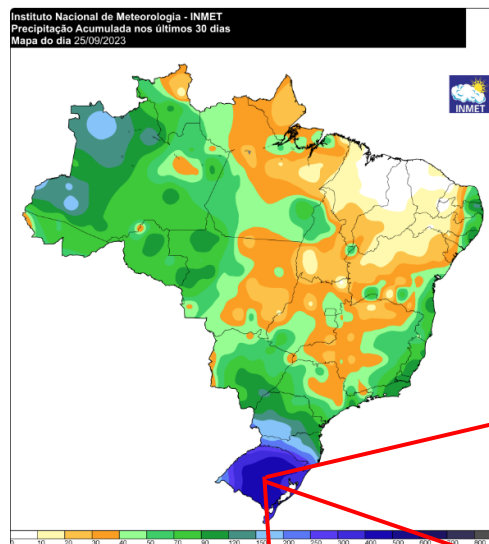 Instituto Nacional de Meteorologia - INMET
Precipitação Acumulada nos últimos 30 dias
Mapa do dia 25/09/2023
INMET
0 10 20 30 40 50 70 90 120 150 200 250 300 400 500 600 700 800